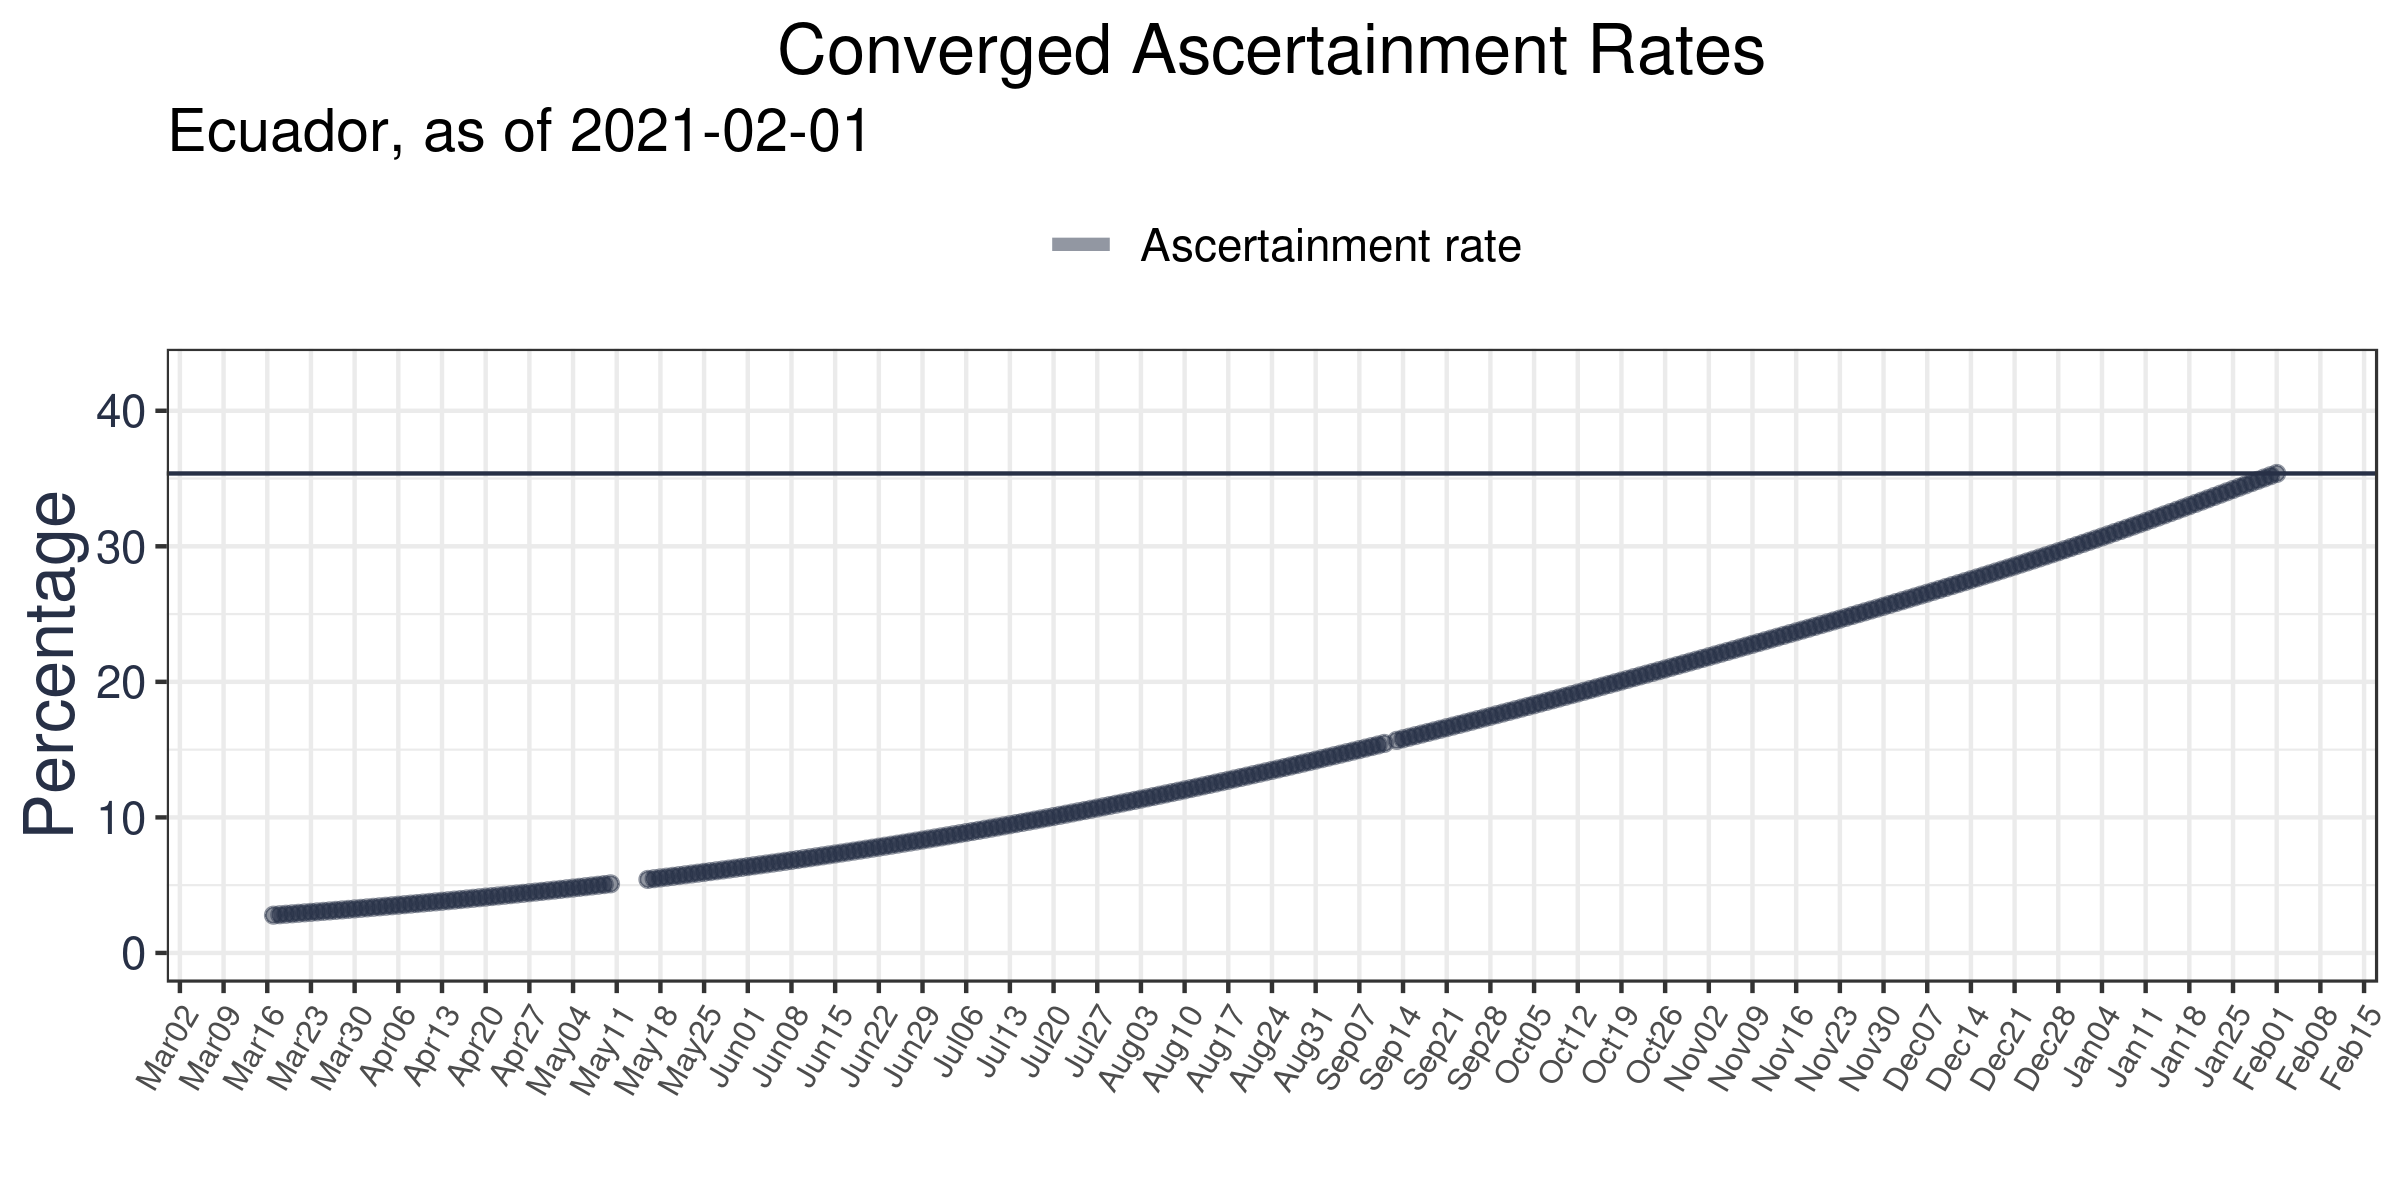 Converged Ascertainment Rates
Ecuador, as of 2021-02-01
Ascertainment rate
Percentage
40
30
20
10
0
Mar02
Mar09
Mar16
Mar23
Mar30
Apr06
Apr13
Apr20
Apr27
May04
May11
May18
May25
Jun01
Jun08
Jun15
Jun22
Jun29
Jul06
Jul13
Jul20
Jul27
Aug03
Aug10
Aug17
Aug24
Aug31
Sep07
Sep14
Sep21
Sep28
Oct05
Oct12
Oct19
Oct26
Nov02
Nov09
Nov16
Nov23
Nov30
Dec07
Dec14
Dec21
Dec28
Jan04
Jan11
Jan18
Jan25
Feb01
Feb08
Feb15